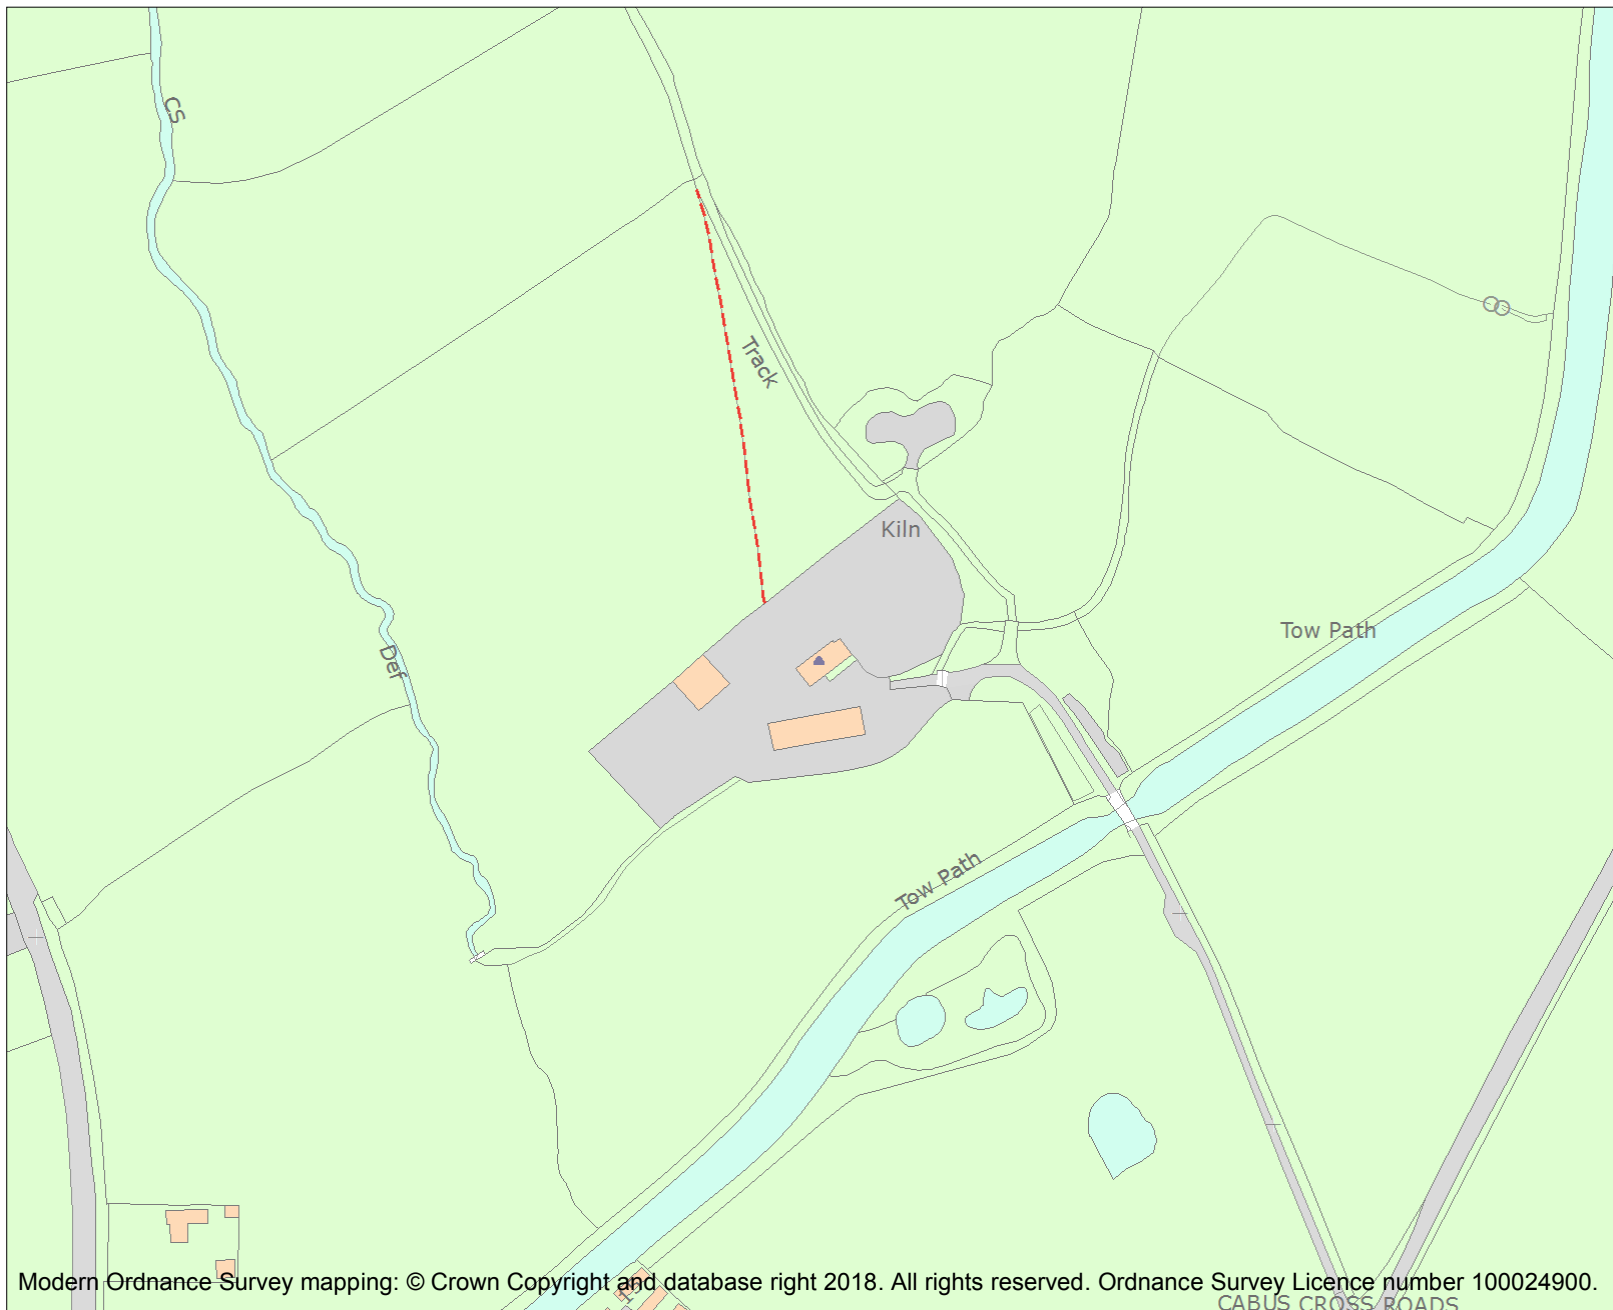 CS
Track
Kiln
Tow Path
Def
Tow Path
Modern Ordnance Survey mapping: © Crown Copyright and database right 2018. All rights reserved. Ordnance Survey Licence number 100024900.
CABUS CROSS ROADS